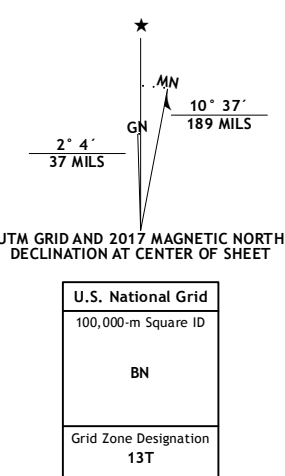 MN
GN
10° 37´
189 MILS
2° 4´
37 MILS
UTM GRID AND 2017 MAGNETIC NORTH
DECLINATION AT CENTER OF SHEET
U.S. National Grid
100,000-m Square ID
BN
Grid Zone Designation
13T